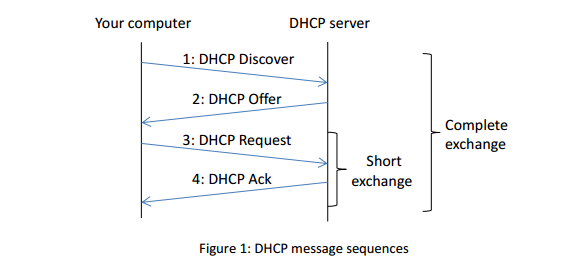 Your computer
DHCP server
1: DHCP Discover
2: DHCP Offer
3: DHCP Request
4: DHCP Ack
Short
exchange
Complete
exchange
Figure 1: DHCP message sequences